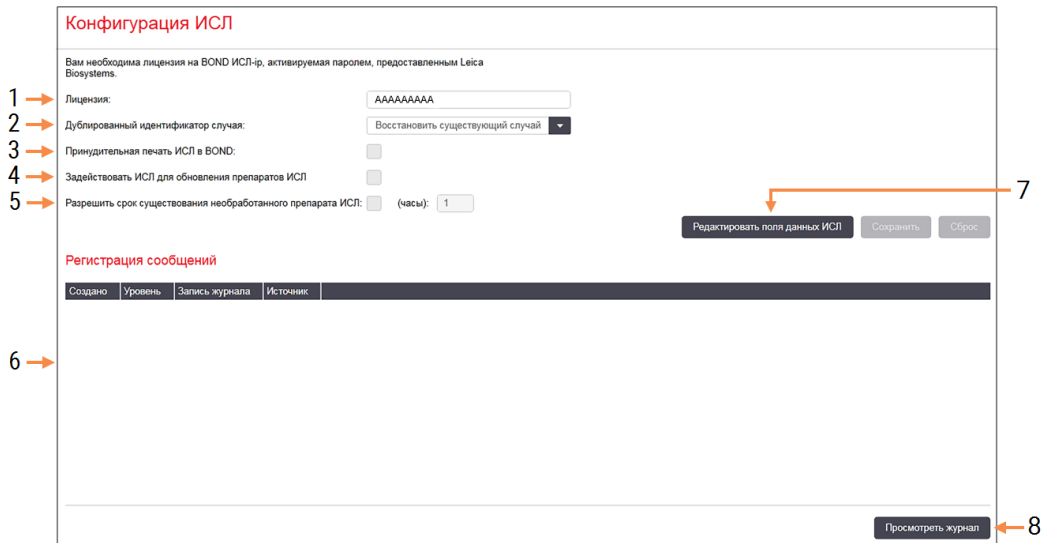 Конфигурация ИСЛ
Вам необходима лицензия на BOND ИСЛ-ip, активируемая паролем, предоставленным Leica
Biosystems.
1 Лицензия: AAAAAAAAA
2 Дублированный идентификатор случая: Восстановить существующий случай
3 Принудительная печать ИСЛ в BOND:
4 Задействовать ИСЛ для обновления препаратов ИСЛ
5 Разрешить срок существования необработанного препарата ИСЛ: (часы): 1
7
Редактировать поля данных ИСЛ Сохранить Сброс
Регистрация сообщений
Создано Уровень Запись журнала Источник
6
Просмотреть журнал 8